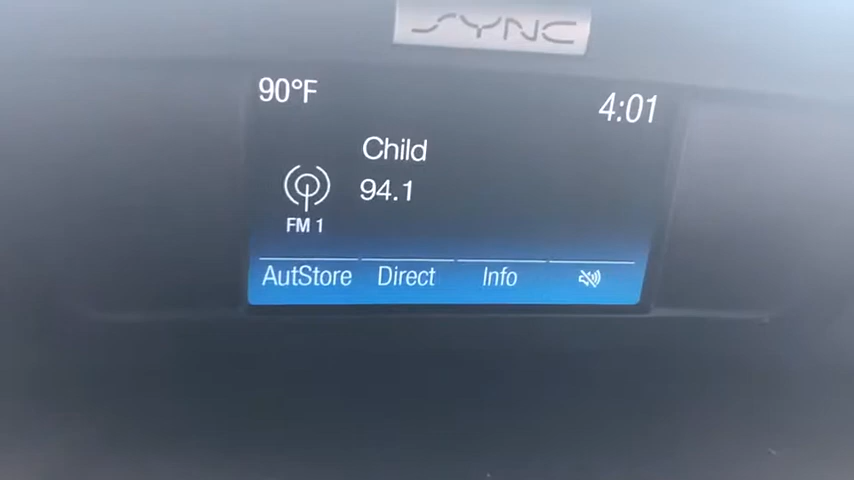 SYNC
90°F
4:01
Child
94.1
FM 1
AutStore Direct Info